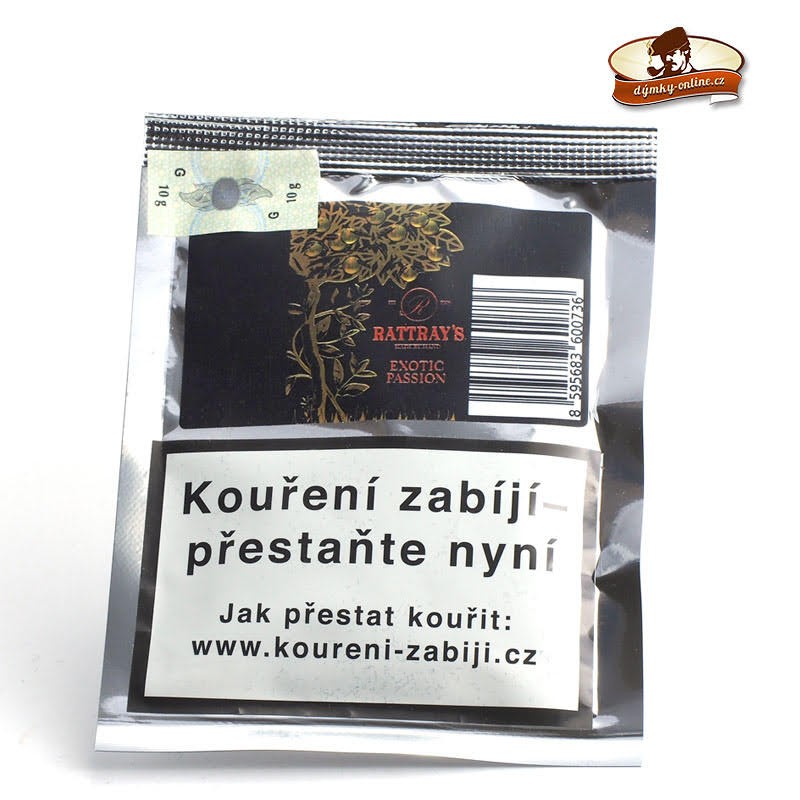 dýmky-online.cz
G
10 g
G
10 g
R
RATTRAY'S
EXOTIC
PASSION
8 595683 600736
Kouření zabíjí –
přestaňte nyní
Jak přestat kouřit:
www.koureni-zabiji.cz